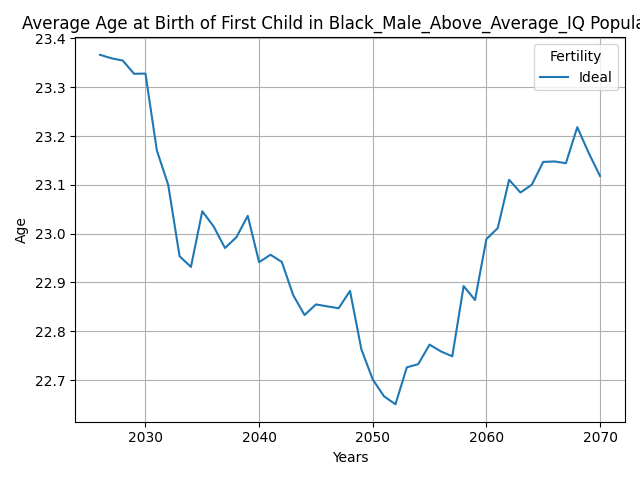 Average Age at Birth of First Child in Black_Male_Above_Average_IQ Popula
23.4
23.3
23.2
23.1
23.0
22.9
22.8
22.7
Age
Fertility
Ideal
2030 2040 2050 2060 2070
Years